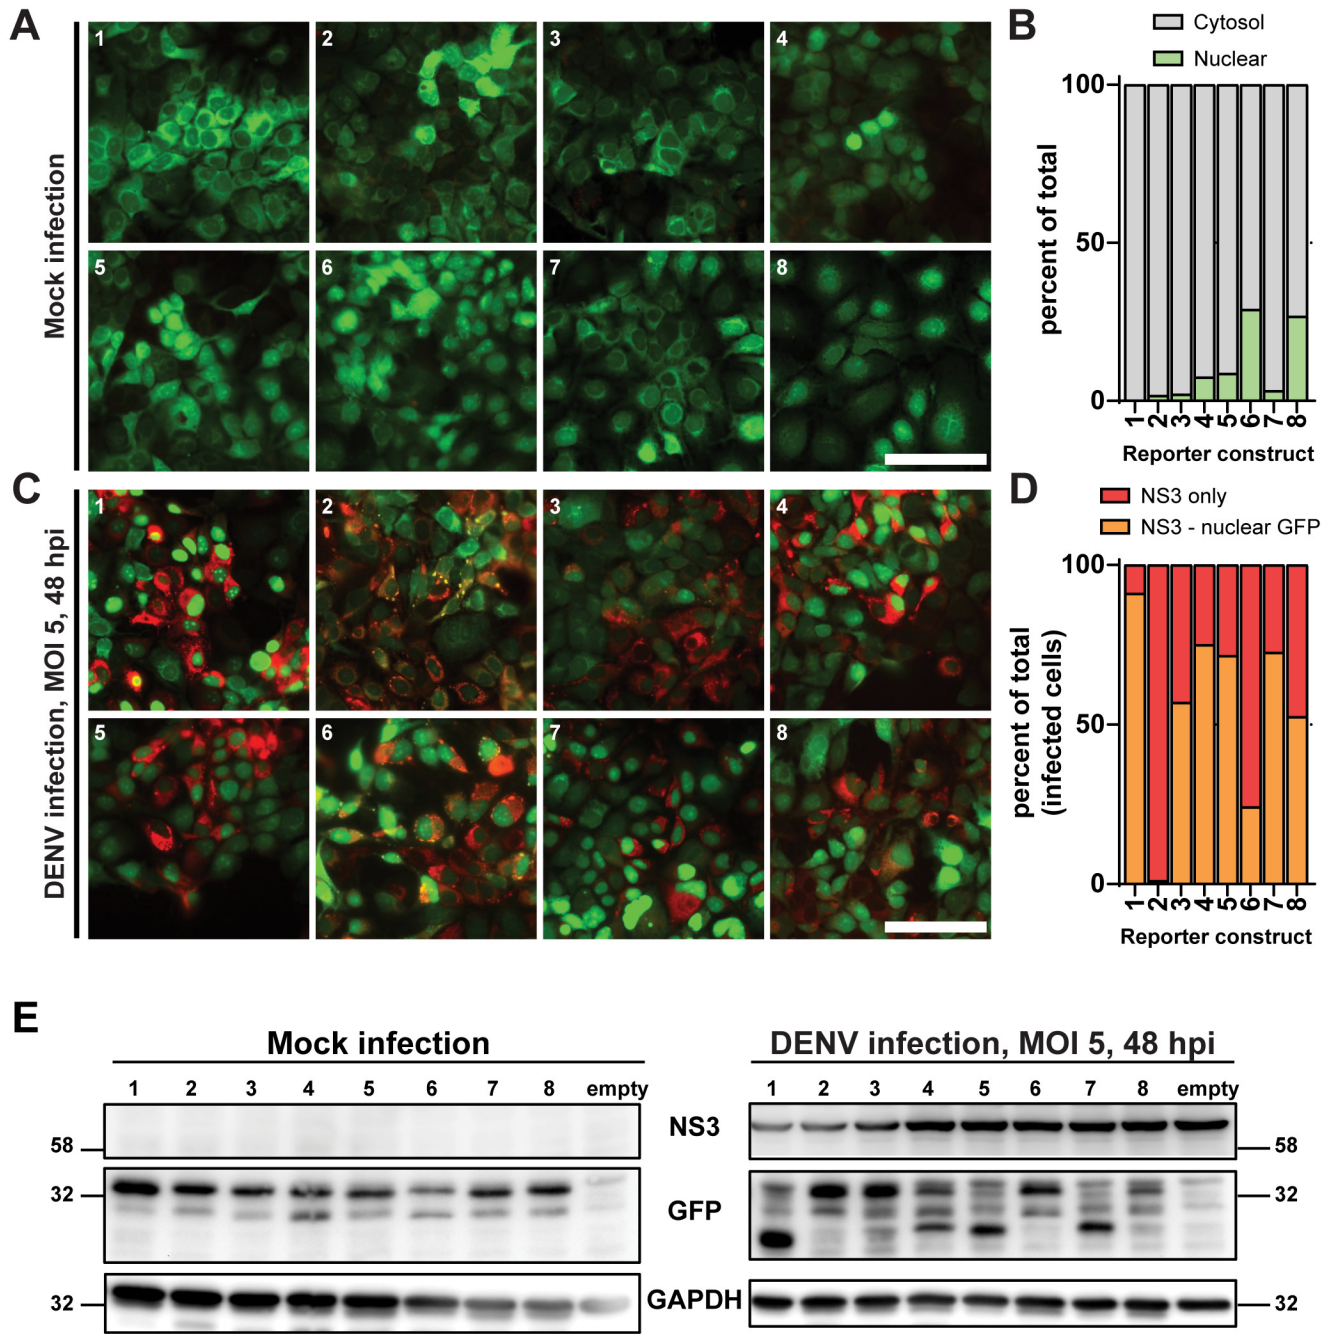 A
Mock infection
1
2
3
4
5
6
7
8
B
Cytosol
Nuclear
percent of total
100
50
0
1 2 3 4 5 6 7 8
Reporter construct
C
DENV infection, MOI 5, 48 hpi
1
2
3
4
5
6
7
8
D
NS3 only
NS3 - nuclear GFP
percent of total
(infected cells)
100
50
0
1 2 3 4 5 6 7 8
Reporter construct
E
Mock infection
1 2 3 4 5 6 7 8 empty
58
32
32
NS3
GFP
GAPDH
DENV infection, MOI 5, 48 hpi
1 2 3 4 5 6 7 8 empty
58
32
32